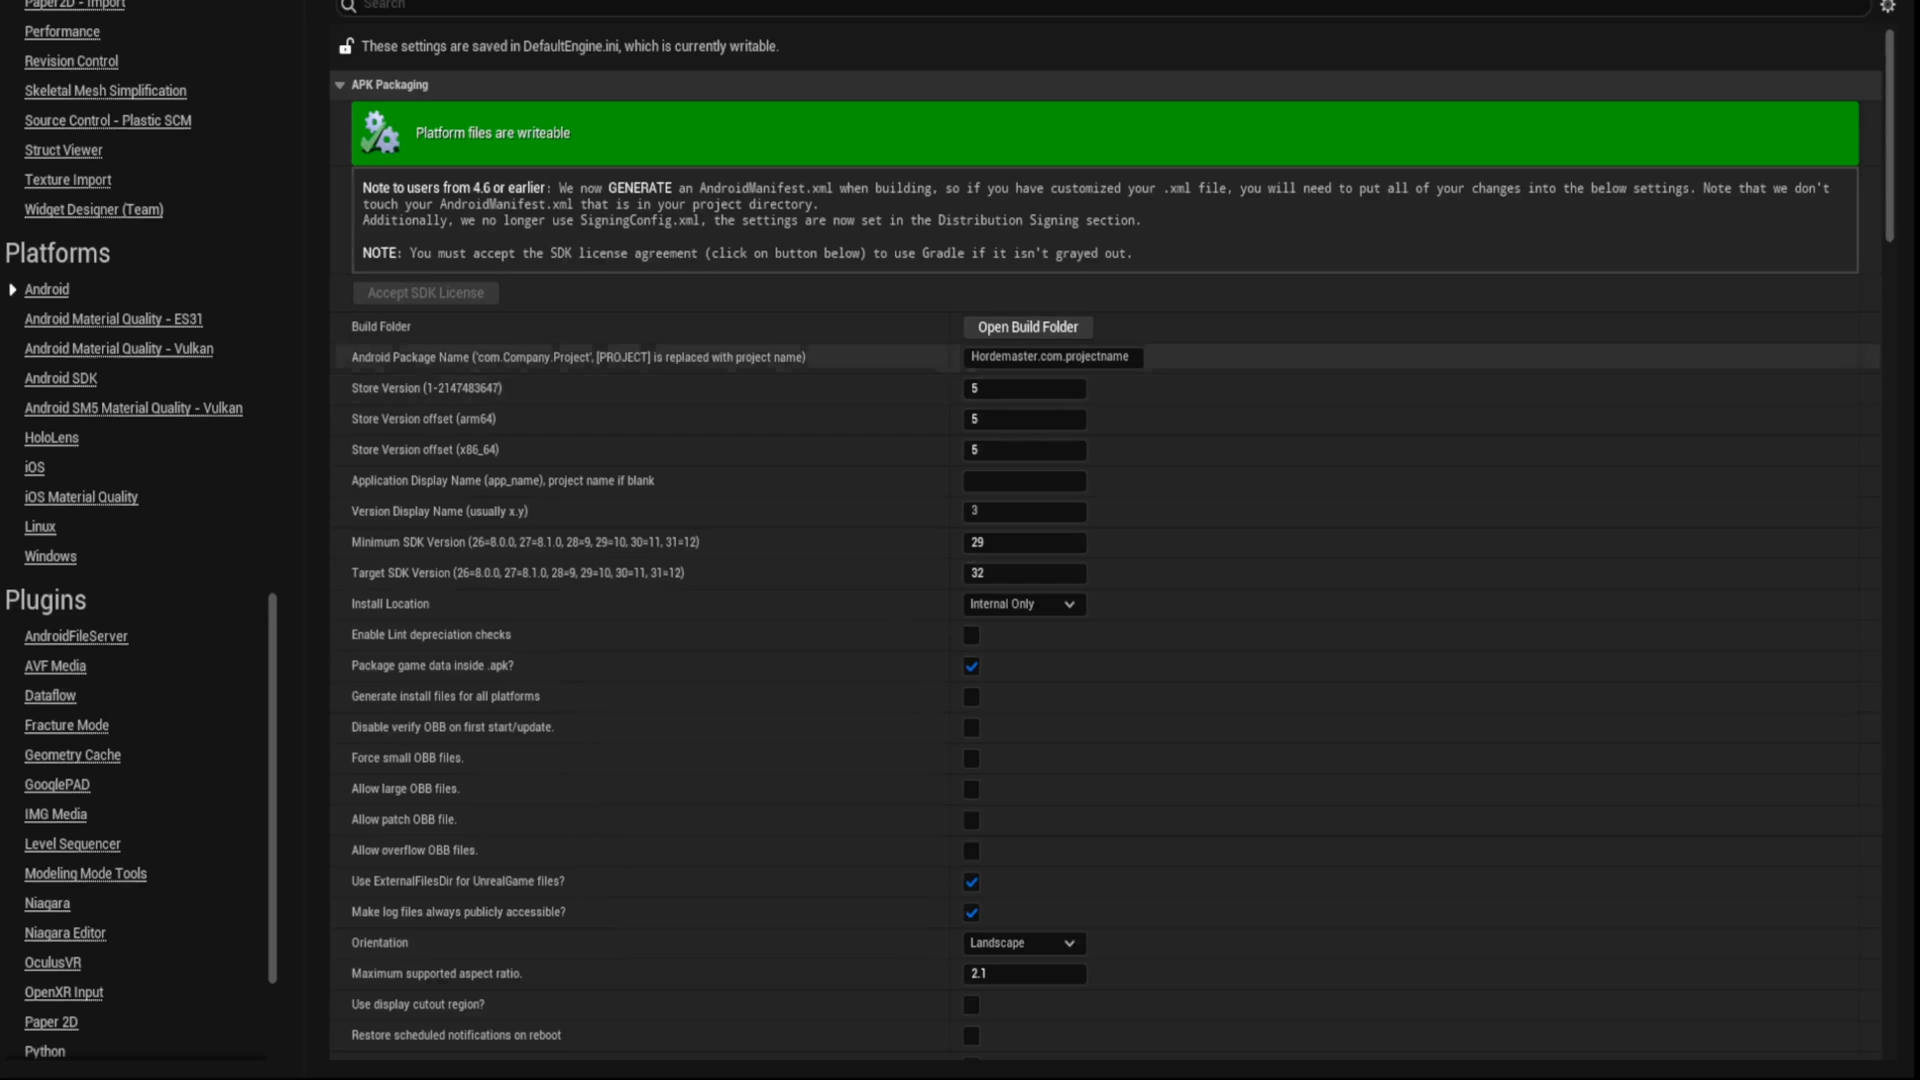 Paper2D - Import
Performance
Revision Control
Skeletal Mesh Simplification
Source Control - Plastic SCM
Struct Viewer
Texture Import
Widget Designer (Team)
Platforms
Android
Android Material Quality - ES31
Android Material Quality - Vulkan
Android SDK
Android SM5 Material Quality - Vulkan
HoloLens
iOS
iOS Material Quality
Linux
Windows
Plugins
AndroidFileServer
AVF Media
Dataflow
Fracture Mode
Geometry Cache
GooglePAD
IMG Media
Level Sequencer
Modeling Mode Tools
Niagara
Niagara Editor
OculusVR
OpenXR Input
Paper 2D
Python
Search
These settings are saved in DefaultEngine.ini, which is currently writable.
APK Packaging
Platform files are writeable
Note to users from 4.6 or earlier: We now GENERATE an AndroidManifest.xml when building, so if you have customized your .xml file, you will need to put all of your changes into the below settings. Note that we don't
touch your AndroidManifest.xml that is in your project directory.
Additionally, we no longer use SigningConfig.xml, the settings are now set in the Distribution Signing section.
NOTE: You must accept the SDK license agreement (click on button below) to use Gradle if it isn't grayed out.
Accept SDK License
Build Folder Open Build Folder
Android Package Name ('com.Company.Project', [PROJECT] is replaced with project name) Hordemaster.com.projectname
Store Version (1-2147483647) 5
Store Version offset (arm64) 5
Store Version offset (x86_64) 5
Application Display Name (app_name), project name if blank
Version Display Name (usually x.y) 3
Minimum SDK Version (26=8.0.0, 27=8.1.0, 28=9, 29=10, 30=11, 31=12) 29
Target SDK Version (26=8.0.0, 27=8.1.0, 28=9, 29=10, 30=11, 31=12) 32
Install Location Internal Only
Enable Lint depreciation checks
Package game data inside .apk?
Generate install files for all platforms
Disable verify OBB on first start/update.
Force small OBB files.
Allow large OBB files.
Allow patch OBB file.
Allow overflow OBB files.
Use ExternalFilesDir for UnrealGame files?
Make log files always publicly accessible?
Orientation Landscape
Maximum supported aspect ratio. 2.1
Use display cutout region?
Restore scheduled notifications on reboot